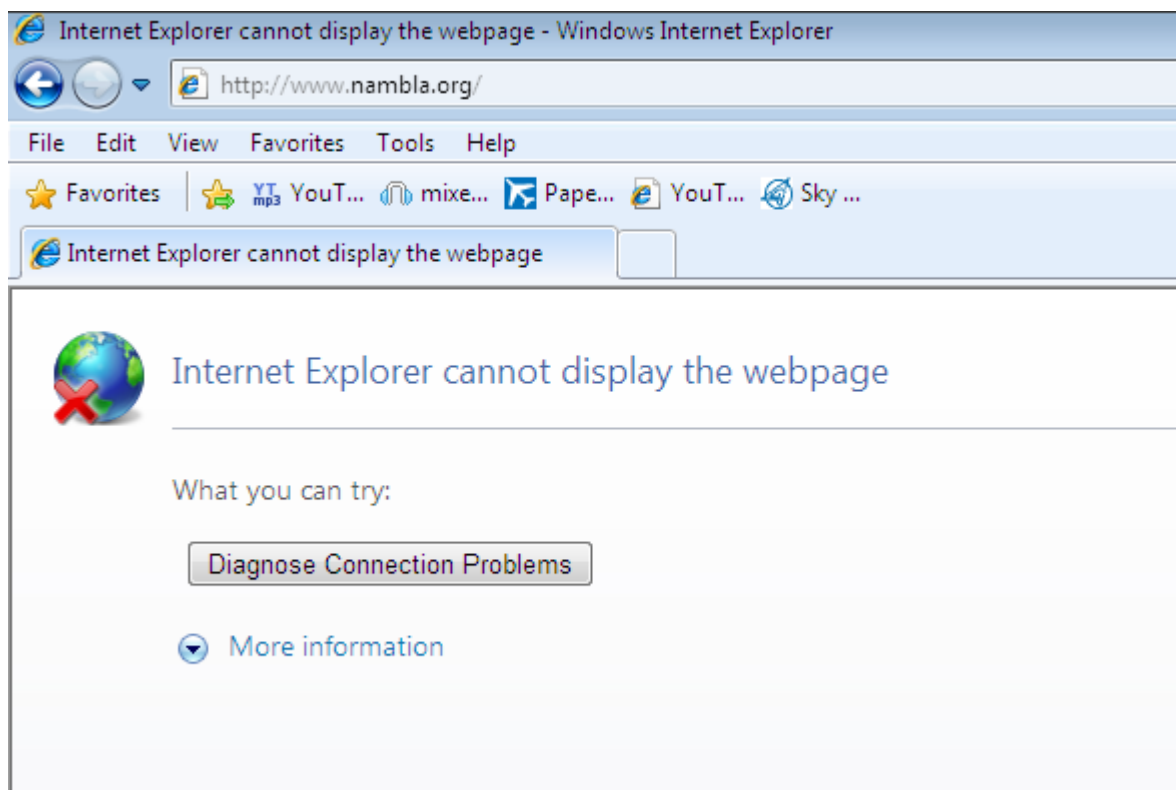 Internet Explorer cannot display the webpage - Windows Internet Explorer
http://www.nambla.org/
File Edit View Favorites Tools Help
Favorites YT mp3 YouT... mixe... Pape... YouT... Sky ...
Internet Explorer cannot display the webpage
Internet Explorer cannot display the webpage
What you can try:
Diagnose Connection Problems
More information